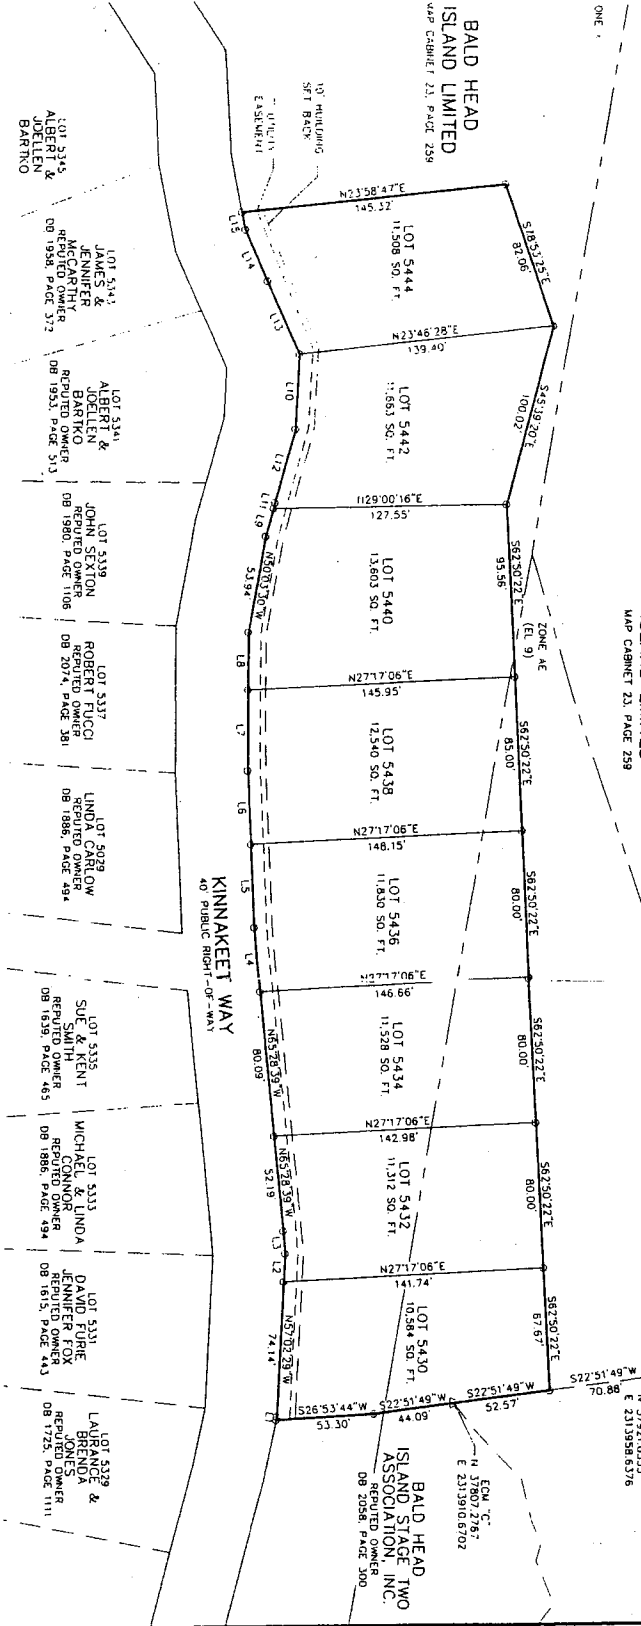 ONE
BALD HEAD
ISLAND LIMITED
MAP CABINET 23, PAGE 259
MAP CABINET 23, PAGE 259
10' BUILDING
SET BACK
UTILITY
EASEMENT
N23°58'47"E
145.32'
S18°53'25"E
82.06'
LOT 5444
11,508 SQ. FT.
N23°46'28"E
139.40'
S45°39'20"E
100.02'
LOT 5442
11,663 SQ. FT.
127.55'
S62°50'22"E
95.56'
LOT 5440
13,603 SQ. FT.
ZONE AE
(EL 9)
N27°17'06"E
145.95'
S62°50'22"E
85.00'
LOT 5438
12,540 SQ. FT.
N27°17'06"E
148.15'
S62°50'22"E
80.00'
LOT 5436
11,830 SQ. FT.
N27°17'06"E
146.66'
S62°50'22"E
80.00'
LOT 5434
11,528 SQ. FT.
N27°17'06"E
142.98'
S62°50'22"E
80.00'
LOT 5432
11,312 SQ. FT.
N27°17'06"E
141.74'
S62°50'22"E
67.67'
LOT 5430
10,584 SQ. FT.
S22°51'49"W
70.88'
E 2313958.6376
S22°51'49"W
52.57'
S22°51'49"W
44.09'
S26°53'44"W
53.30'
ECM "C"
N 37807.2787
E 2313910.6702
BALD HEAD
ISLAND STAGE TWO
ASSOCIATION, INC.
REPUTED OWNER
DB 2058, PAGE 300
L15
L14
L13
L10
L12
L11
L9
N50°03'30"W
53.94'
L8
L7
L6
L5
L4
N65°28'39"W
80.09'
N65°28'39"W
52.19
L3
L2
N57°02'29"W
74.14'
L1
KINNAKEET WAY
40' PUBLIC RIGHT-OF-WAY
LOT 5345
ALBERT &
JOELLEN
BARTKO
LOT 5343
JAMES &
JENNIFER
McCARTHY
REPUTED OWNER
DB 1958, PAGE 372
LOT 5341
ALBERT &
JOELLEN
BARTKO
REPUTED OWNER
DB 1953, PAGE 513
LOT 5339
JOHN SEXTON
REPUTED OWNER
DB 1980, PAGE 1106
LOT 5337
ROBERT FUCCI
REPUTED OWNER
DB 2074, PAGE 381
LOT 5029
LINDA CARLOW
REPUTED OWNER
DB 1886, PAGE 494
LOT 5335
SUE & KENT
SMITH
REPUTED OWNER
DB 1639, PAGE 465
LOT 5333
MICHAEL & LINDA
CONNOR
REPUTED OWNER
DB 1886, PAGE 494
LOT 5331
DAVID FURIE
JENNIFER FOX
REPUTED OWNER
DB 1615, PAGE 443
LOT 5329
LAURANCE &
BRENDA
JONES
REPUTED OWNER
DB 1725, PAGE 1111